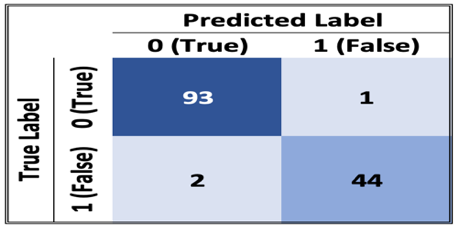 Predicted Label
0 (True) 1 (False)
True Label
0 (True) 93 1
1 (False) 2 44